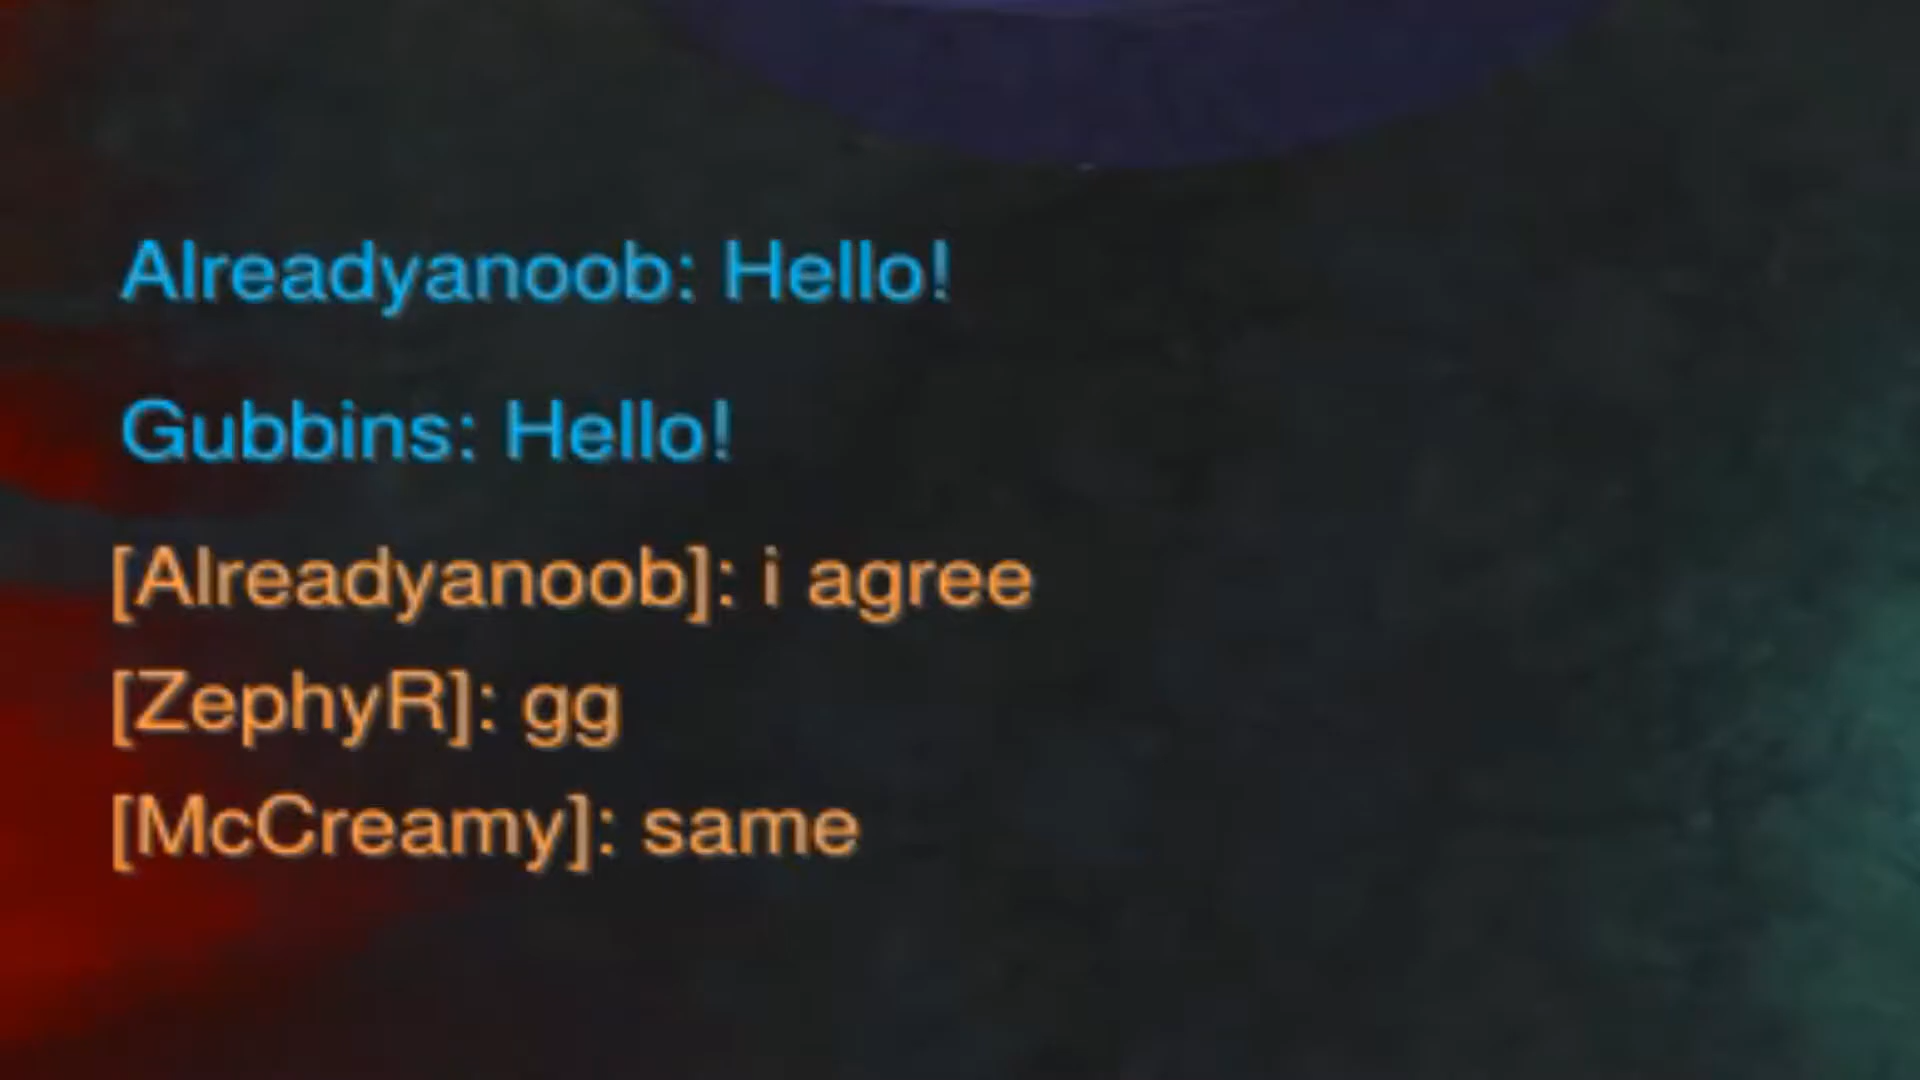 Alreadyanoob: Hello!
Gubbins: Hello!
[Alreadyanoob]: i agree
[ZephyR]: gg
[McCreamy]: same